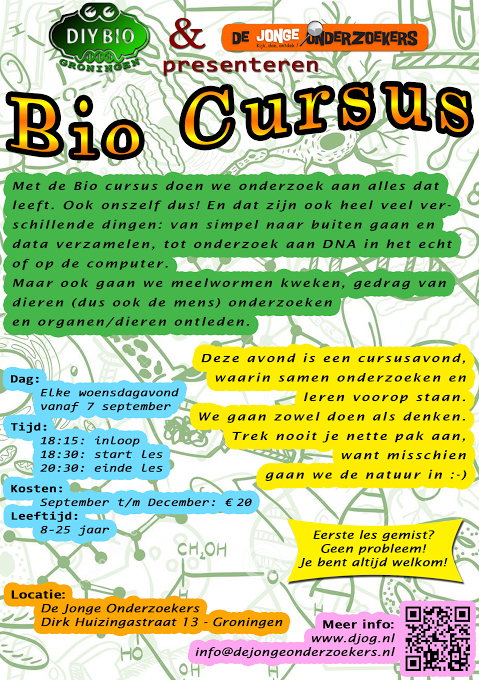 DIYBIO
GRONINGEN
&
DE JONGE ONDERZOEKERS
Kijk, doe, ontdek!
presenteren
Bio Cursus
Met de Bio cursus doen we onderzoek aan alles dat
leeft. Ook onszelf dus! En dat zijn ook heel veel ver-
schillende dingen: van simpel naar buiten gaan en
data verzamelen, tot onderzoek aan DNA in het echt
of op de computer.
Maar ook gaan we meelwormen kweken, gedrag van
dieren (dus ook de mens) onderzoeken
en organen/dieren ontleden.
Deze avond is een cursusavond,
waarin samen onderzoeken en
leren voorop staan.
We gaan zowel doen als denken.
Trek nooit je nette pak aan,
want misschien
gaan we de natuur in :-)
Dag:
Elke woensdagavond
vanaf 7 september
Tijd:
18:15: inloop
18:30: start les
20:30: einde les
Kosten:
September t/m December: € 20
Leeftijd:
8-25 jaar
Eerste les gemist?
Geen probleem!
Je bent altijd welkom!
CH₂OH
Locatie:
De Jonge Onderzoekers
Dirk Huizingastraat 13 - Groningen
Meer info:
www.djog.nl
info@dejongeonderzoekers.nl